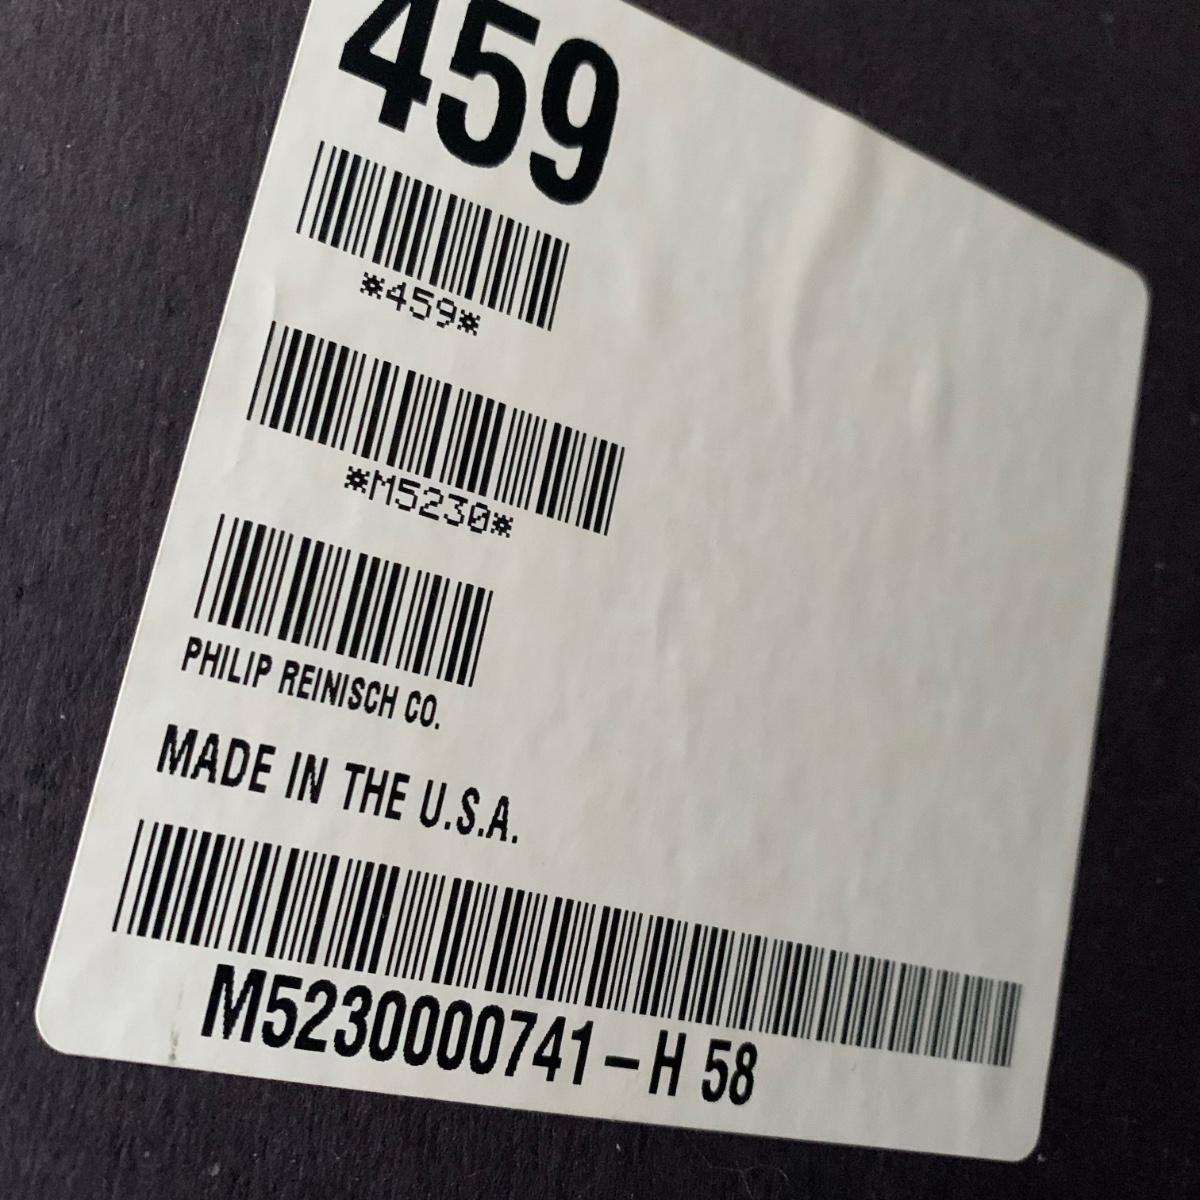 459
*459*
*M5230*
PHILIP REINISCH CO.
MADE IN THE U.S.A.
M5230000741-H 58